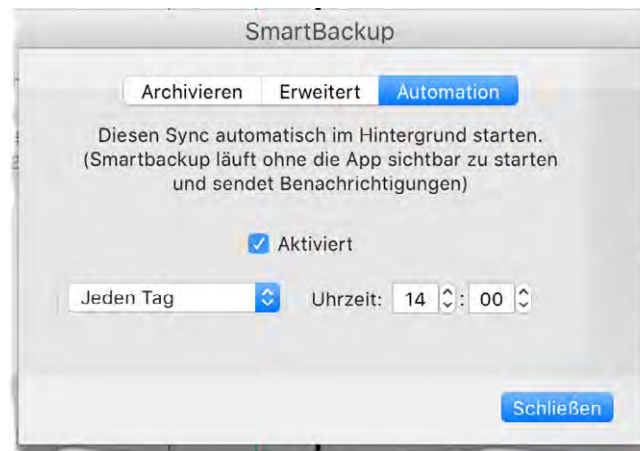 SmartBackup
Archivieren Erweitert Automation
Diesen Sync automatisch im Hintergrund starten.
(Smartbackup läuft ohne die App sichtbar zu starten
und sendet Benachrichtigungen)
Aktiviert
Jeden Tag Uhrzeit: 14 : 00
Schließen